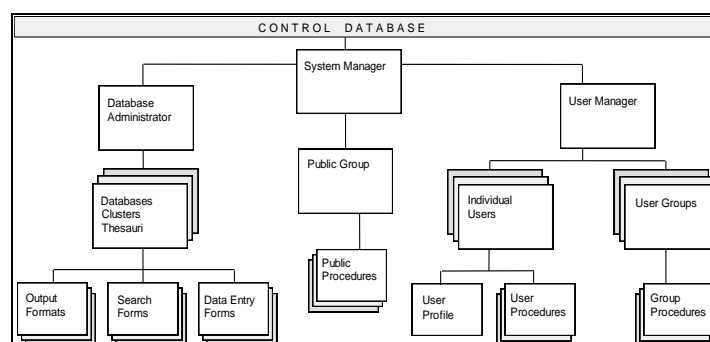 CONTROL DATABASE
System Manager
Database
Administrator
User Manager
Public Group
Databases
Clusters
Thesauri
Individual
Users
User Groups
Public
Procedures
Output
Formats
Search
Forms
Data Entry
Forms
User
Profile
User
Procedures
Group
Procedures